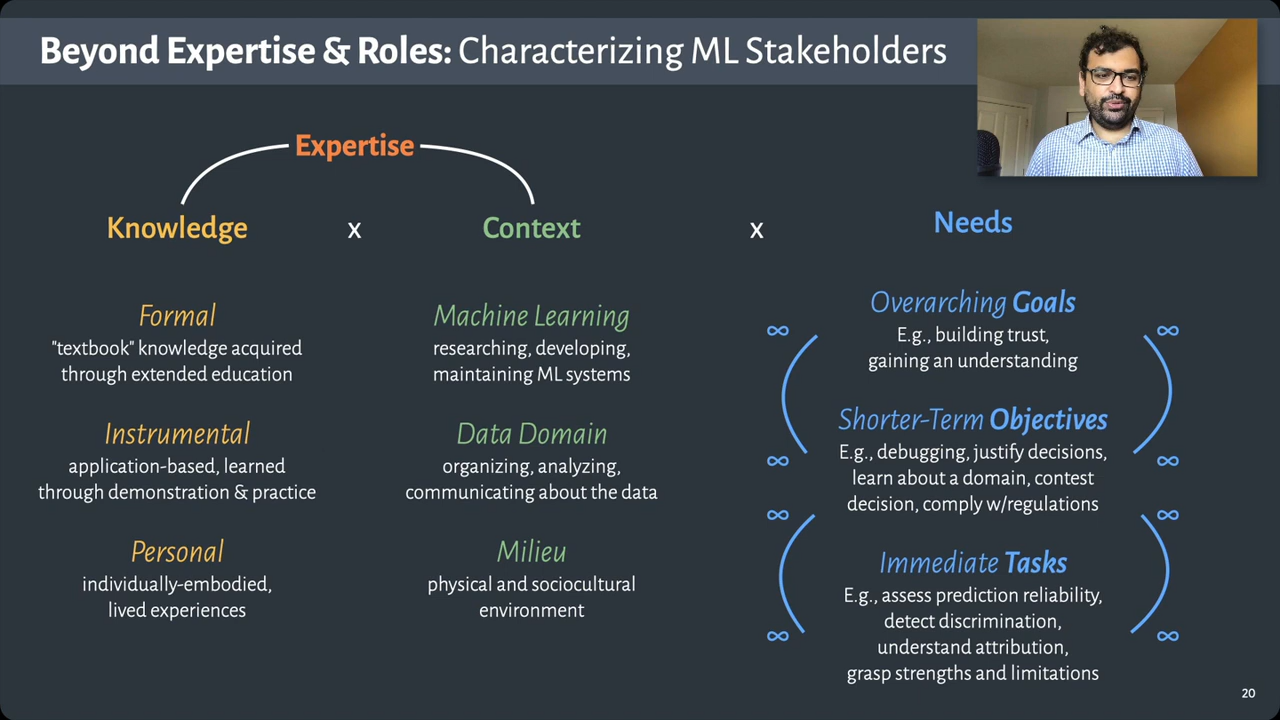 Beyond Expertise & Roles: Characterizing ML Stakeholders
Expertise
Knowledge x Context x Needs
Formal
"textbook" knowledge acquired
through extended education
Instrumental
application-based, learned
through demonstration & practice
Personal
individually-embodied,
lived experiences
Machine Learning
researching, developing,
maintaining ML systems
Data Domain
organizing, analyzing,
communicating about the data
Milieu
physical and sociocultural
environment
Overarching Goals
∞ ∞
E.g., building trust,
gaining an understanding
Shorter-Term Objectives
E.g., debugging, justify decisions,
∞ ∞
learn about a domain, contest
decision, comply w/regulations
∞ ∞
Immediate Tasks
E.g., assess prediction reliability,
detect discrimination,
∞ ∞
understand attribution,
grasp strengths and limitations
20